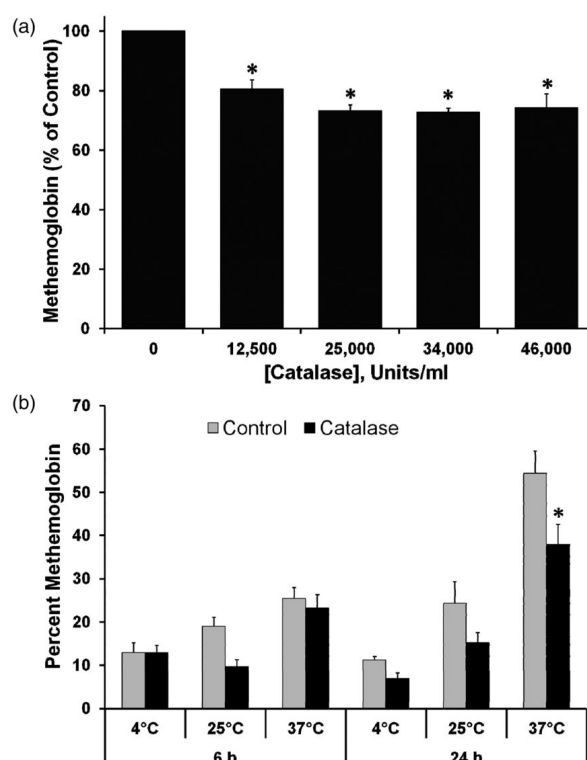 (a)
Methemoglobin (% of Control)
100
80
60
40
20
0
* * * *
0 12,500 25,000 34,000 46,000
[Catalase], Units/ml
(b)
Control Catalase
Percent Methemoglobin
70
60
50
40
30
20
10
0
*
4°C 25°C 37°C 4°C 25°C 37°C
6 h 24 h